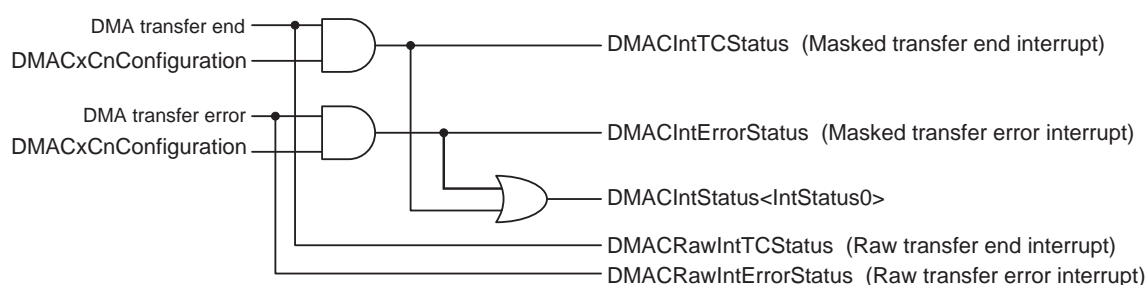 DMA transfer end
DMACxCnConfiguration
DMACIntTCStatus (Masked transfer end interrupt)
DMA transfer error
DMACxCnConfiguration
DMACIntErrorStatus (Masked transfer error interrupt)
DMACIntStatus<IntStatus0>
DMACRawIntTCStatus (Raw transfer end interrupt)
DMACRawIntErrorStatus (Raw transfer error interrupt)